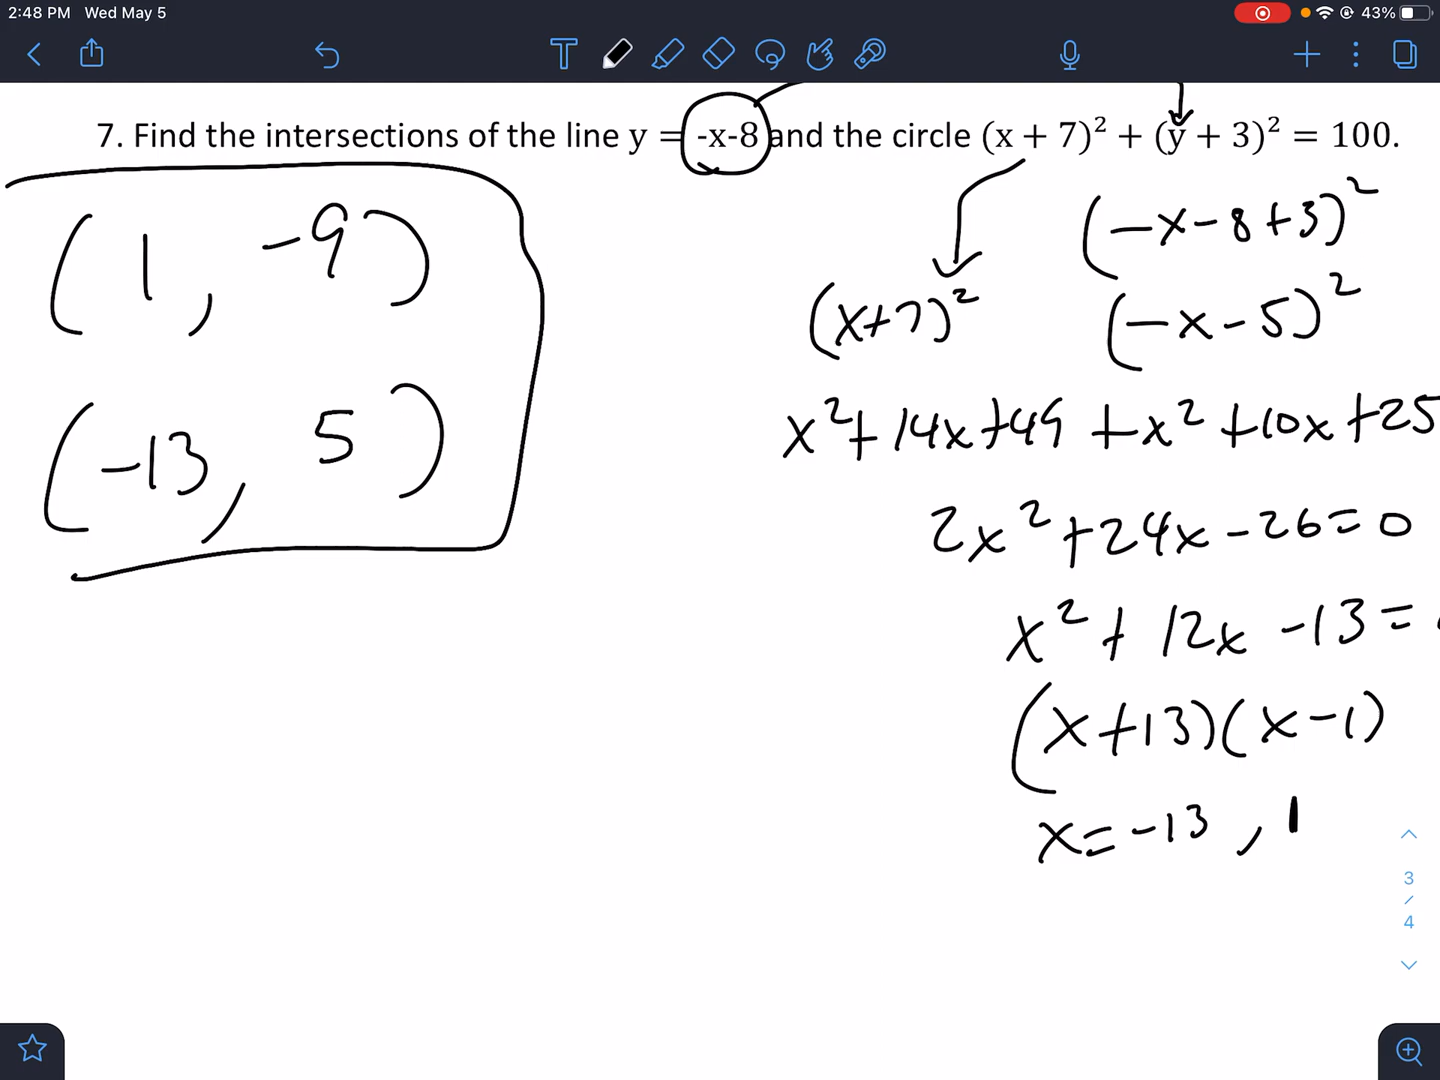 2:48 PM Wed May 5 43%
T
7. Find the intersections of the line y = -x-8 and the circle (x + 7)² + (y + 3)² = 100.
(1, -9)
(-13, 5)
(-x-8+3)²
(x+7)² (-x-5)²
x²+14x+49 +x²+10x+25
2x²+24x-26=0
x²+12x-13=
(x+13)(x-1)
x=-13, 1
3
/
4